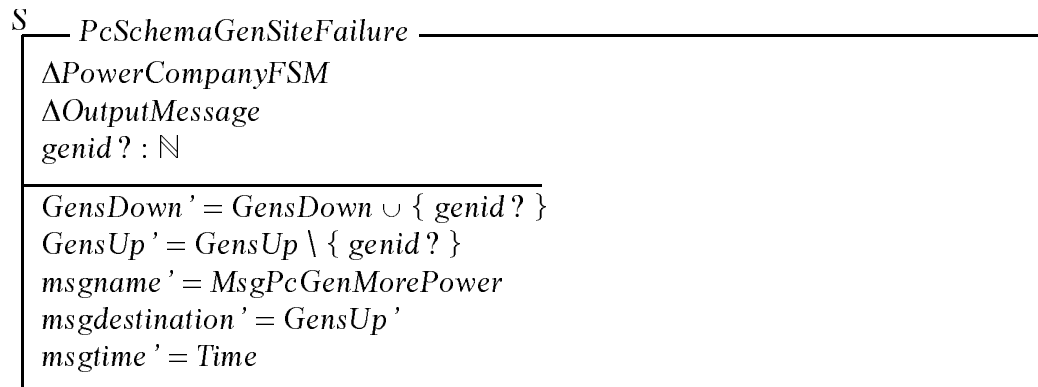 S
PcSchemaGenSiteFailure
ΔPowerCompanyFSM
ΔOutputMessage
genid ? : ℕ
GensDown ' = GensDown ∪ { genid ? }
GensUp ' = GensUp \ { genid ? }
msgname ' = MsgPcGenMorePower
msgdestination ' = GensUp '
msgtime ' = Time